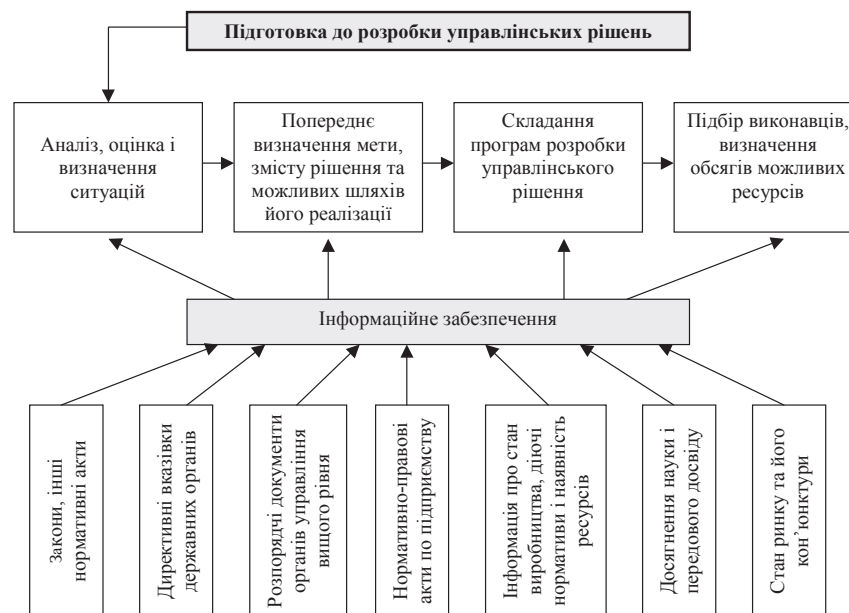 Підготовка до розробки управлінських рішень
Аналіз, оцінка і
визначення
ситуацій
Попереднє
визначення мети,
змісту рішення та
можливих шляхів
його реалізації
Складання
програм розробки
управлінського
рішення
Підбір виконавців,
визначення
обсягів можливих
ресурсів
Інформаційне забезпечення
Закони, інші
нормативні акти
Директивні вказівки
державних органів
Розпорядчі документи
органів управління
вищого рівня
Нормативно-правові
акти по підприємству
Інформація про стан
виробництва, діючі
нормативи і наявність
ресурсів
Досягнення науки і
передового досвіду
Стан ринку та його
кон’юнктури